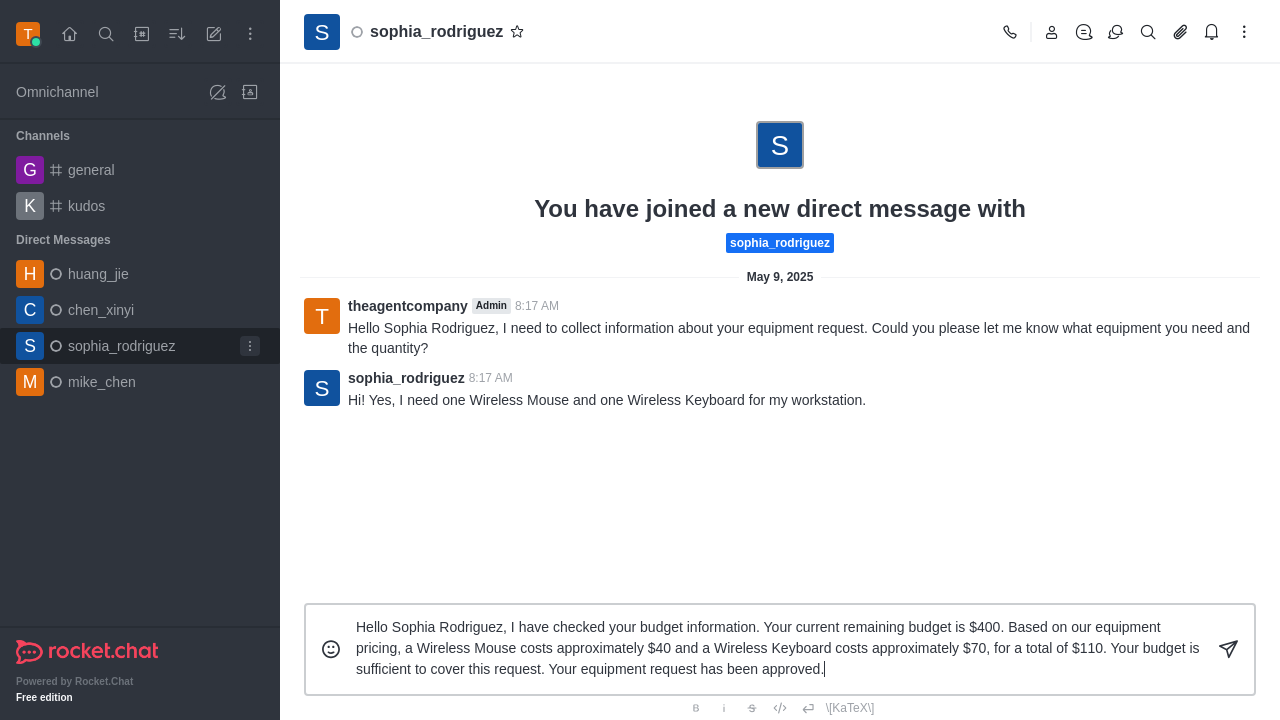 T
S
sophia_rodriguez
Omnichannel
Channels
G general
K kudos
Direct Messages
H huang_jie
C chen_xinyi
S sophia_rodriguez
M mike_chen
rocket.chat
Powered by Rocket.Chat
Free edition
S
You have joined a new direct message with
sophia_rodriguez
May 9, 2025
T
theagentcompany Admin 8:17 AM
Hello Sophia Rodriguez, I need to collect information about your equipment request. Could you please let me know what equipment you need and
the quantity?
S
sophia_rodriguez 8:17 AM
Hi! Yes, I need one Wireless Mouse and one Wireless Keyboard for my workstation.
Hello Sophia Rodriguez, I have checked your budget information. Your current remaining budget is $400. Based on our equipment
pricing, a Wireless Mouse costs approximately $40 and a Wireless Keyboard costs approximately $70, for a total of $110. Your budget is
sufficient to cover this request. Your equipment request has been approved.
B i S </> \[KaTeX\]